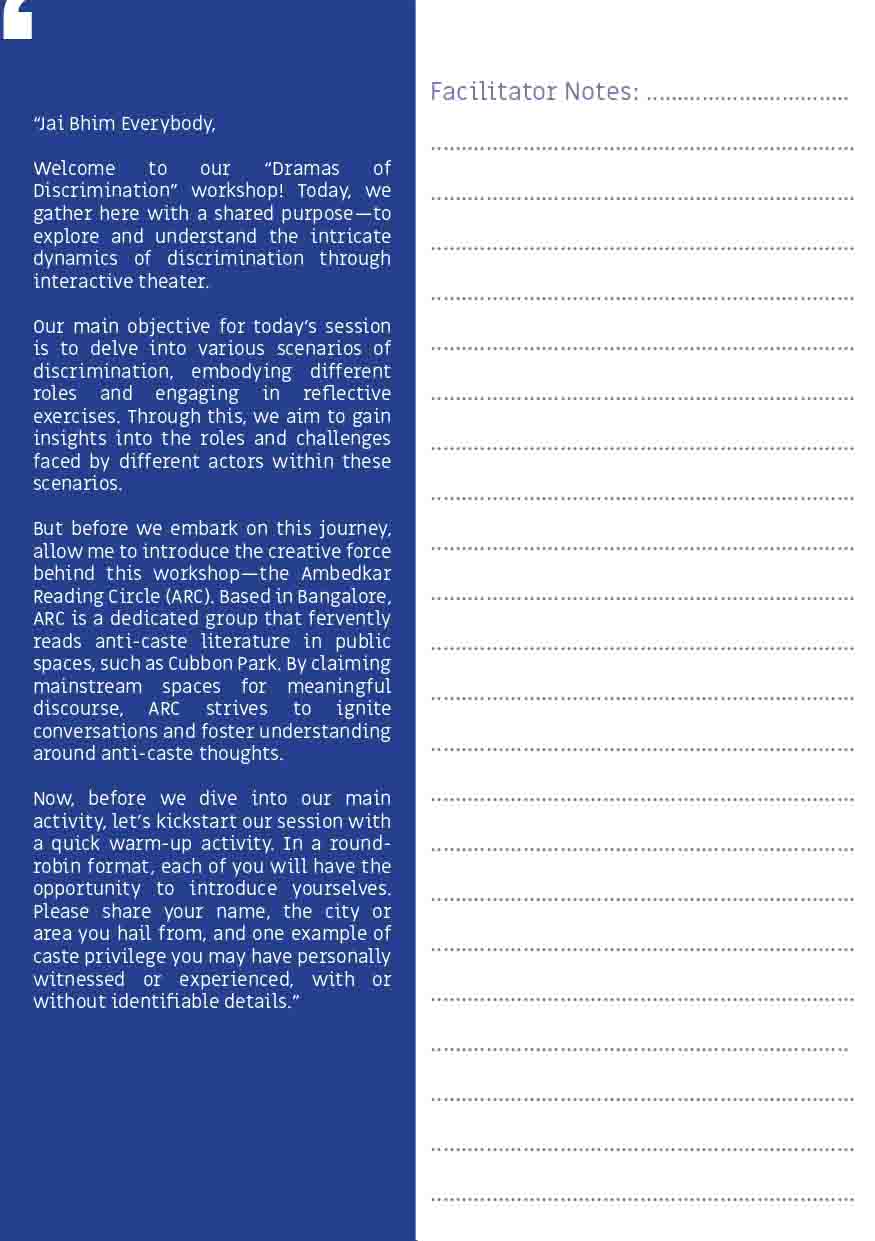 ‘
“Jai Bhim Everybody,
Welcome to our “Dramas of
Discrimination” workshop! Today, we
gather here with a shared purpose—to
explore and understand the intricate
dynamics of discrimination through
interactive theater.
Our main objective for today’s session
is to delve into various scenarios of
discrimination, embodying different
roles and engaging in reflective
exercises. Through this, we aim to gain
insights into the roles and challenges
faced by different actors within these
scenarios.
But before we embark on this journey,
allow me to introduce the creative force
behind this workshop—the Ambedkar
Reading Circle (ARC). Based in Bangalore,
ARC is a dedicated group that fervently
reads anti-caste literature in public
spaces, such as Cubbon Park. By claiming
mainstream spaces for meaningful
discourse, ARC strives to ignite
conversations and foster understanding
around anti-caste thoughts.
Now, before we dive into our main
activity, let’s kickstart our session with
a quick warm-up activity. In a round-
robin format, each of you will have the
opportunity to introduce yourselves.
Please share your name, the city or
area you hail from, and one example of
caste privilege you may have personally
witnessed or experienced, with or
without identifiable details.”
Facilitator Notes: .................................